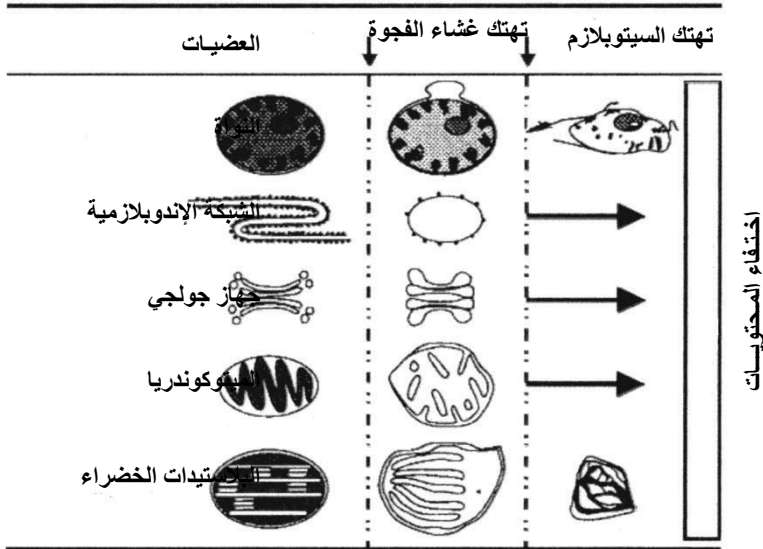 العضيات
تهتك غشاء الفجوة
تهتك السيتوبلازم
النواة
الشبكة الإندوبلازمية
جهاز جولجي
الميتوكوندريا
البلاستيدات الخضراء
اختفاء المحتويات